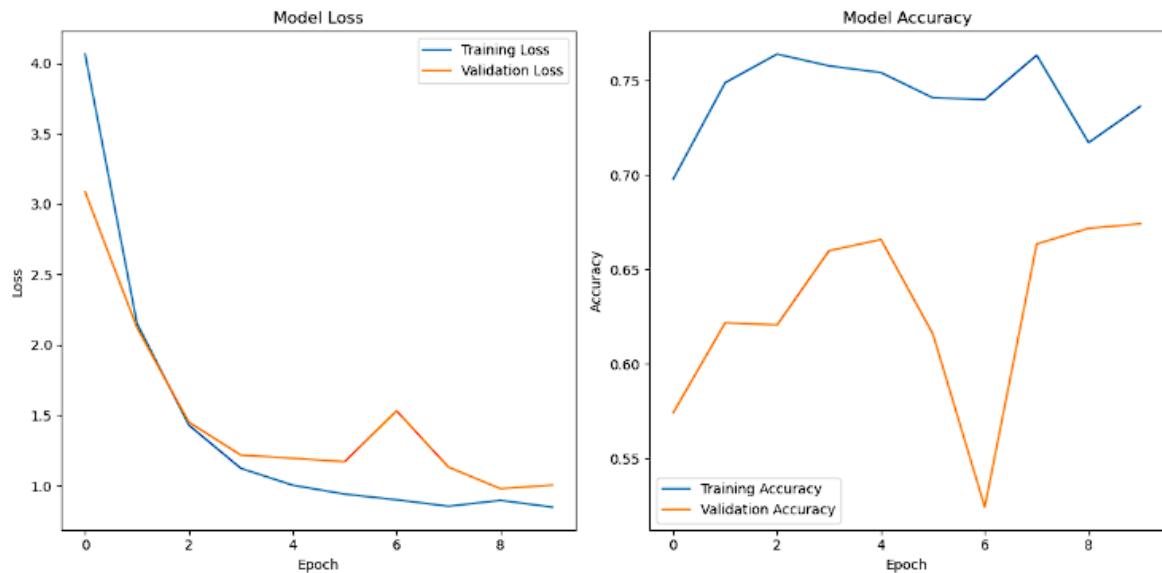 Model Loss
Training Loss
Validation Loss
4.0
3.5
3.0
2.5
2.0
1.5
1.0
Loss
0
2
4
6
8
Epoch
Model Accuracy
0.75
0.70
0.65
0.60
0.55
Accuracy
Training Accuracy
Validation Accuracy
0
2
4
6
8
Epoch